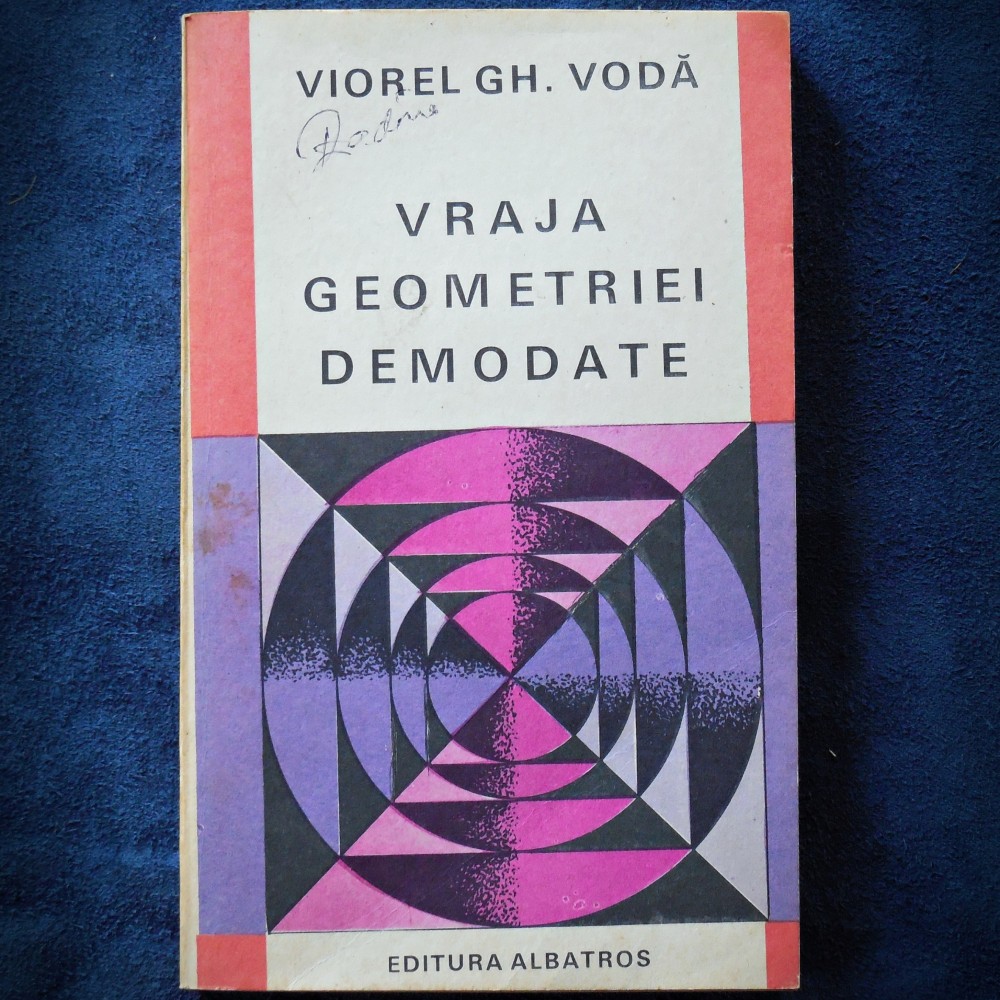 VIOREL GH. VODĂ
VRAJA
GEOMETRIEI
DEMODATE
EDITURA ALBATROS